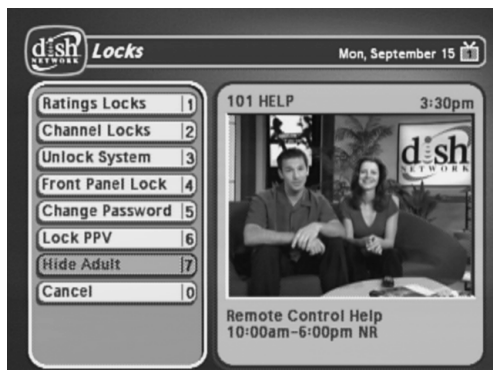 dish
NETWORK
Locks
Mon, September 15
1
Ratings Locks 1
Channel Locks 2
Unlock System 3
Front Panel Lock 4
Change Password 5
Lock PPV 6
Hide Adult 7
Cancel 0
101 HELP 3:30pm
dish
NETWORK
Remote Control Help
10:00am-6:00pm NR